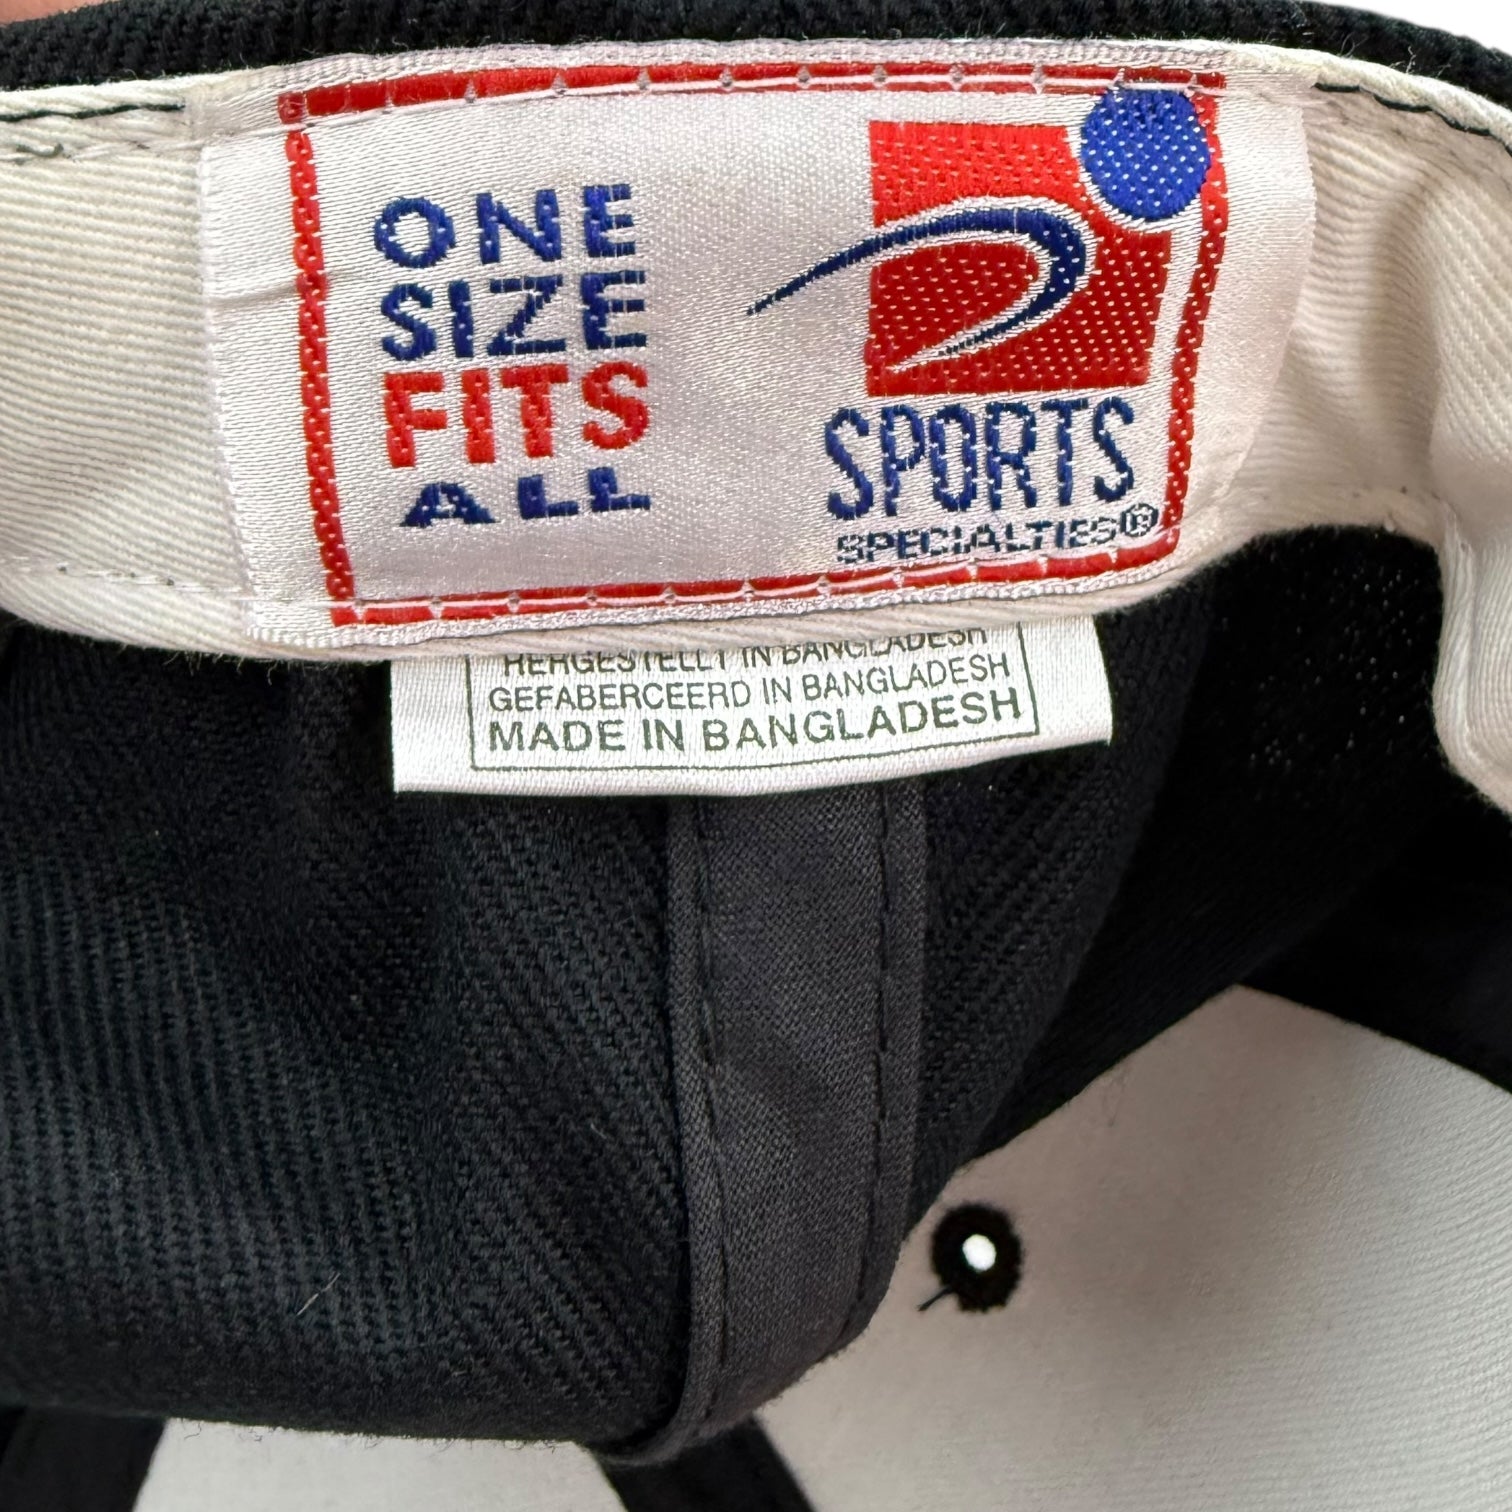 ONE
SIZE
FITS
ALL
SPORTS
SPECIALTIES®
HERGESTELLT IN BANGLADESH
GEFABERCEERD IN BANGLADESH
MADE IN BANGLADESH